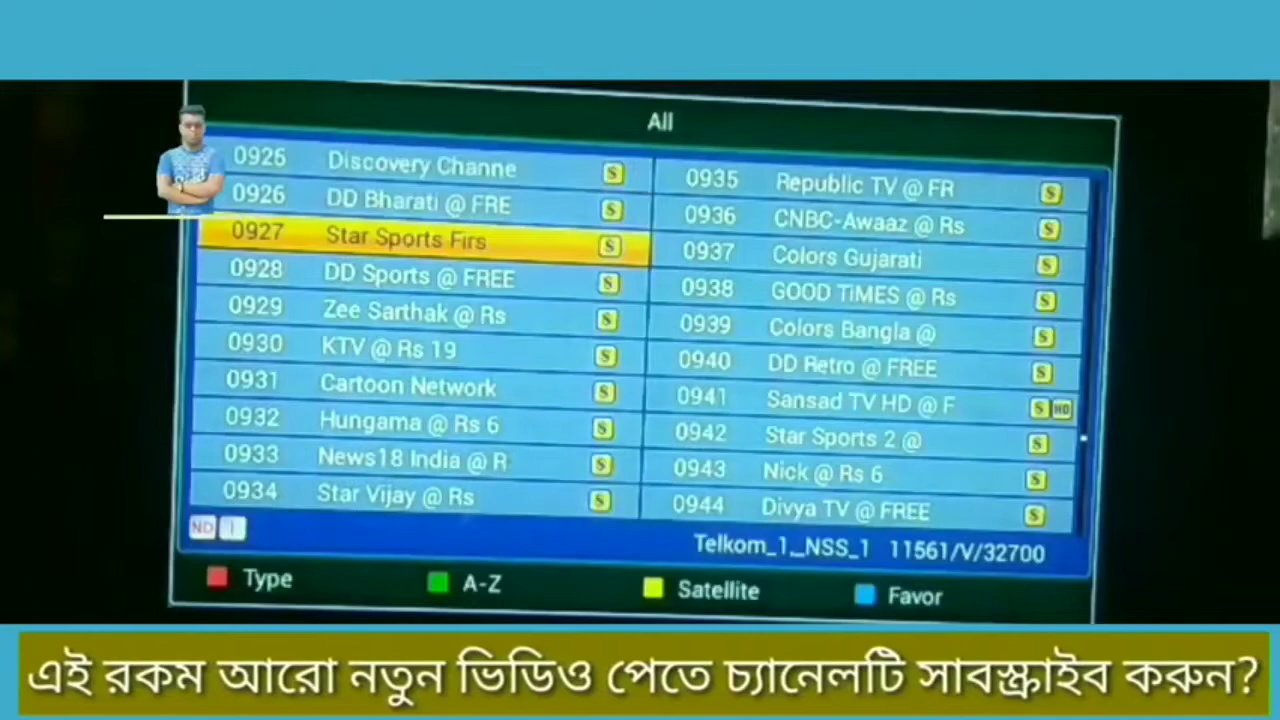 All
0925 Discovery Channe S
0926 DD Bharati @ FRE S
0927 Star Sports Firs S
0928 DD Sports @ FREE S
0929 Zee Sarthak @ Rs S
0930 KTV @ Rs 19 S
0931 Cartoon Network S
0932 Hungama @ Rs 6 S
0933 News18 India @ R S
0934 Star Vijay @ Rs S
0935 Republic TV @ FR S
0936 CNBC-Awaaz @ Rs S
0937 Colors Gujarati S
0938 GOOD TiMES @ Rs S
0939 Colors Bangla @ S
0940 DD Retro @ FREE S
0941 Sansad TV HD @ F S HD
0942 Star Sports 2 @ S
0943 Nick @ Rs 6 S
0944 Divya TV @ FREE S
ND I
Telkom_1_NSS_1 11561/V/32700
Type A-Z Satellite Favor
এই রকম আরো নতুন ভিডিও পেতে চ্যানেলটি সাবস্ক্রাইব করুন?